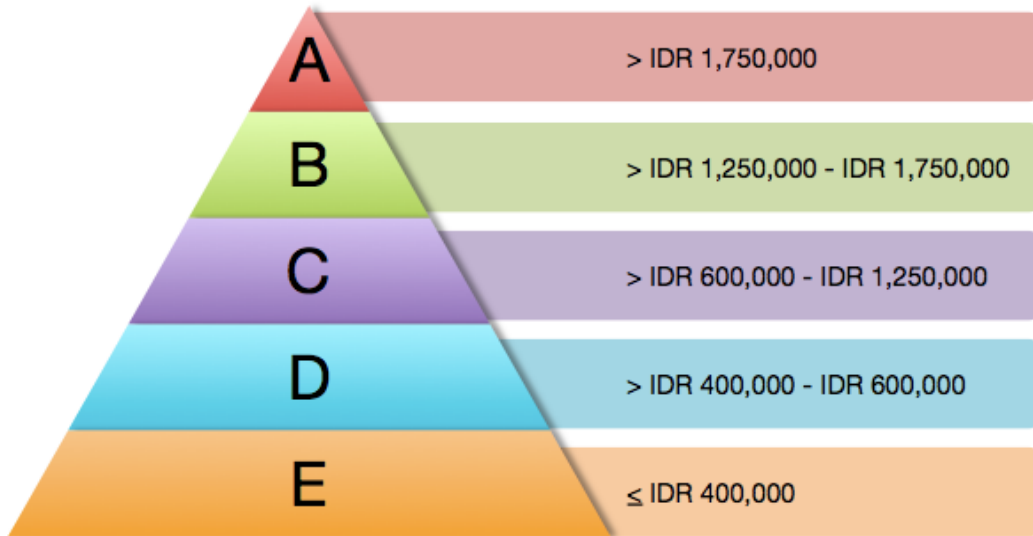 A
> IDR 1,750,000
B
> IDR 1,250,000 - IDR 1,750,000
C
> IDR 600,000 - IDR 1,250,000
D
> IDR 400,000 - IDR 600,000
E
≤ IDR 400,000